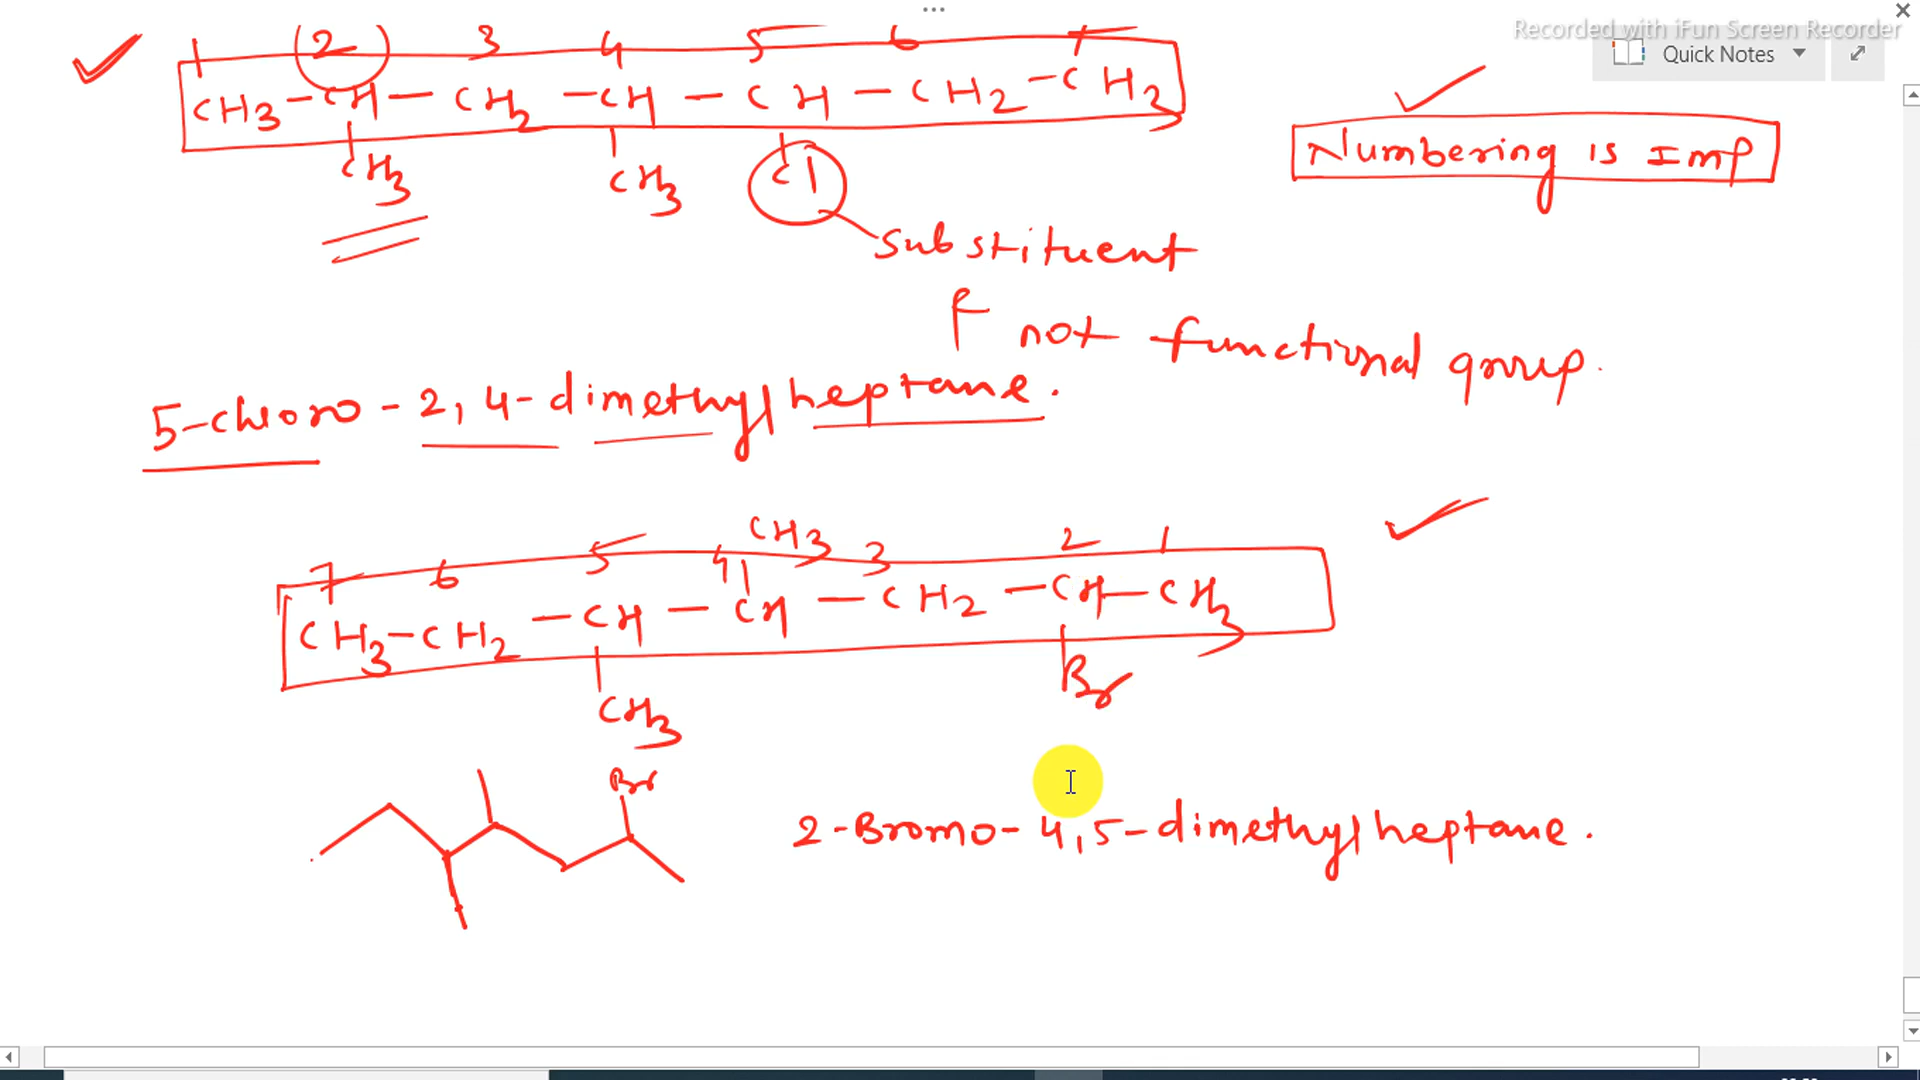 Recorded with iFun Screen Recorder
Quick Notes
1 2 3 4 5 6 7
CH3-CH-CH2-CH-CH-CH2-CH3
CH3 CH3 Cl
Numbering is Imp
Substituent
not functional group.
5-chloro-2,4-dimethylheptane.
CH3
7 6 5 4 3 2 1
CH3-CH2-CH-CH-CH2-CH-CH3
CH3 Br
Br
2-Bromo-4,5-dimethylheptane.